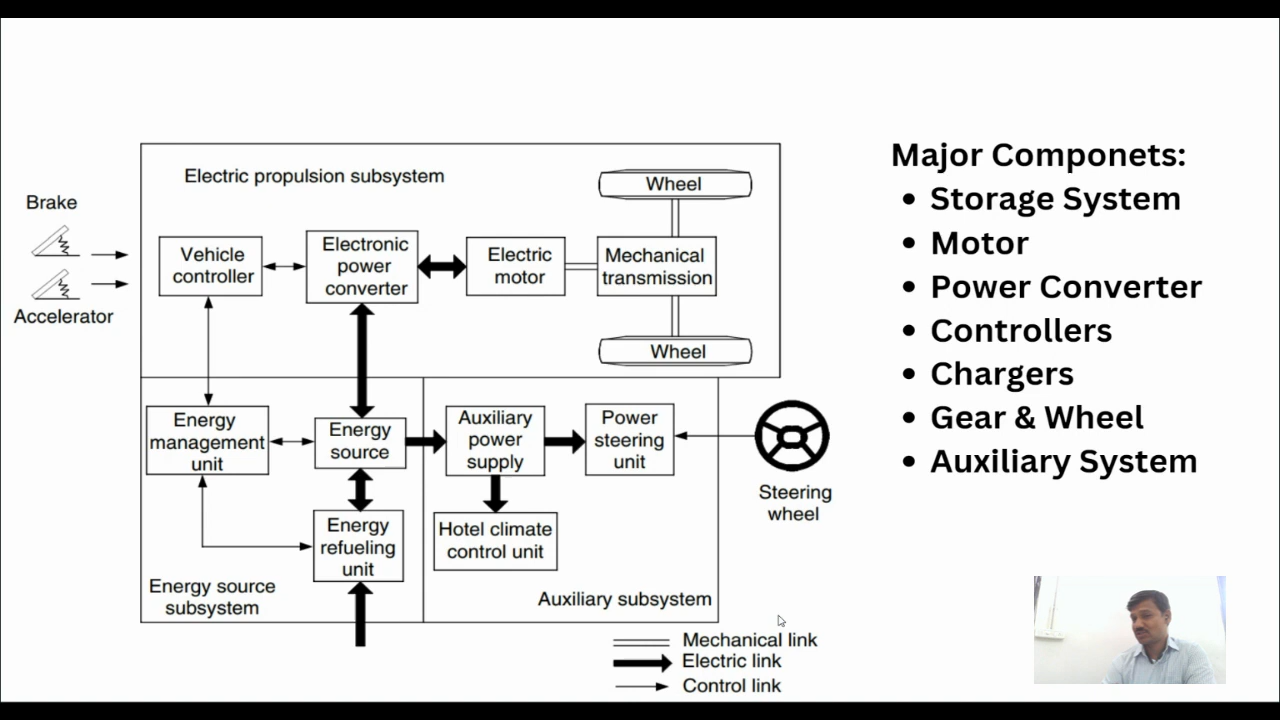 Electric propulsion subsystem
Wheel
Brake
Vehicle
controller
Electronic
power
converter
Electric
motor
Mechanical
transmission
Accelerator
Wheel
Energy
management
unit
Energy
source
Auxiliary
power
supply
Power
steering
unit
Steering
wheel
Energy
refueling
unit
Hotel climate
control unit
Energy source
subsystem
Auxiliary subsystem
Mechanical link
Electric link
Control link
Major Componets:
• Storage System
• Motor
• Power Converter
• Controllers
• Chargers
• Gear & Wheel
• Auxiliary System